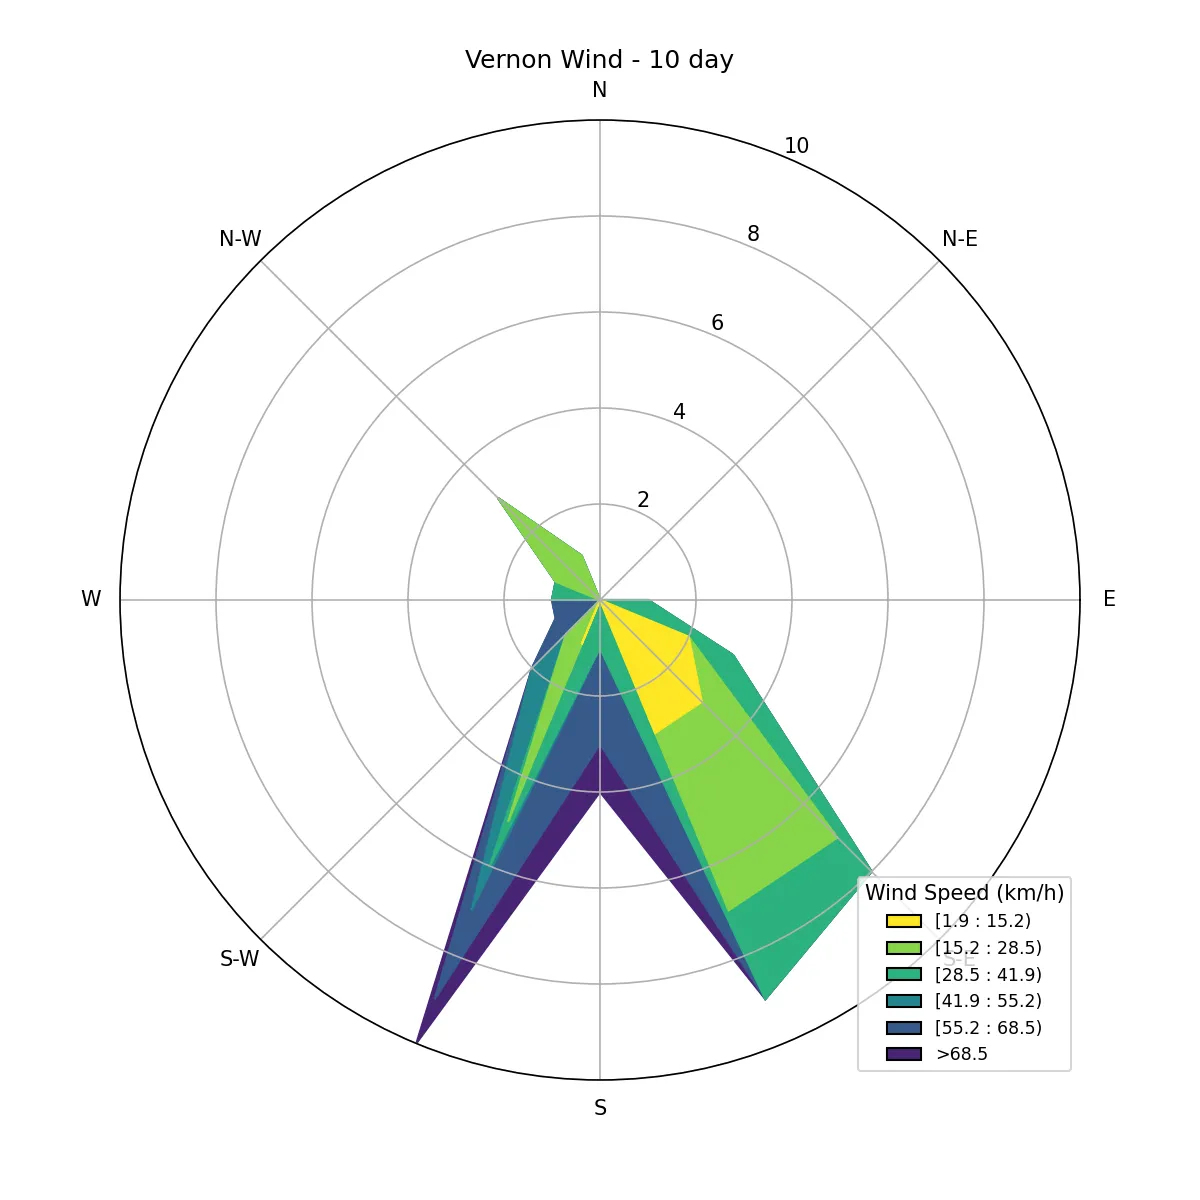 Vernon Wind - 10 day
N
10
N-W
8
N-E
6
4
2
W
E
Wind Speed (km/h)
[1.9 : 15.2)
[15.2 : 28.5)
S-W
S-E
[28.5 : 41.9)
[41.9 : 55.2)
[55.2 : 68.5)
>68.5
S